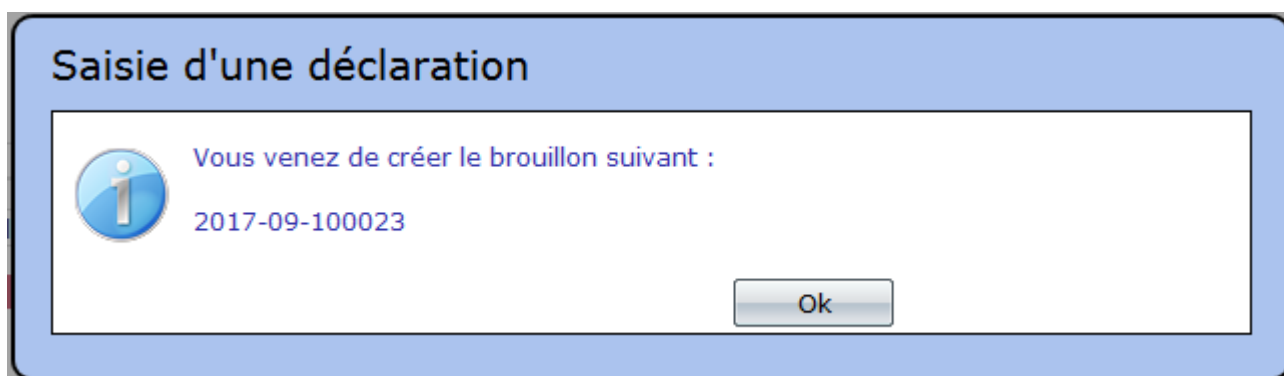 Saisie d'une déclaration
Vous venez de créer le brouillon suivant :
2017-09-100023
Ok